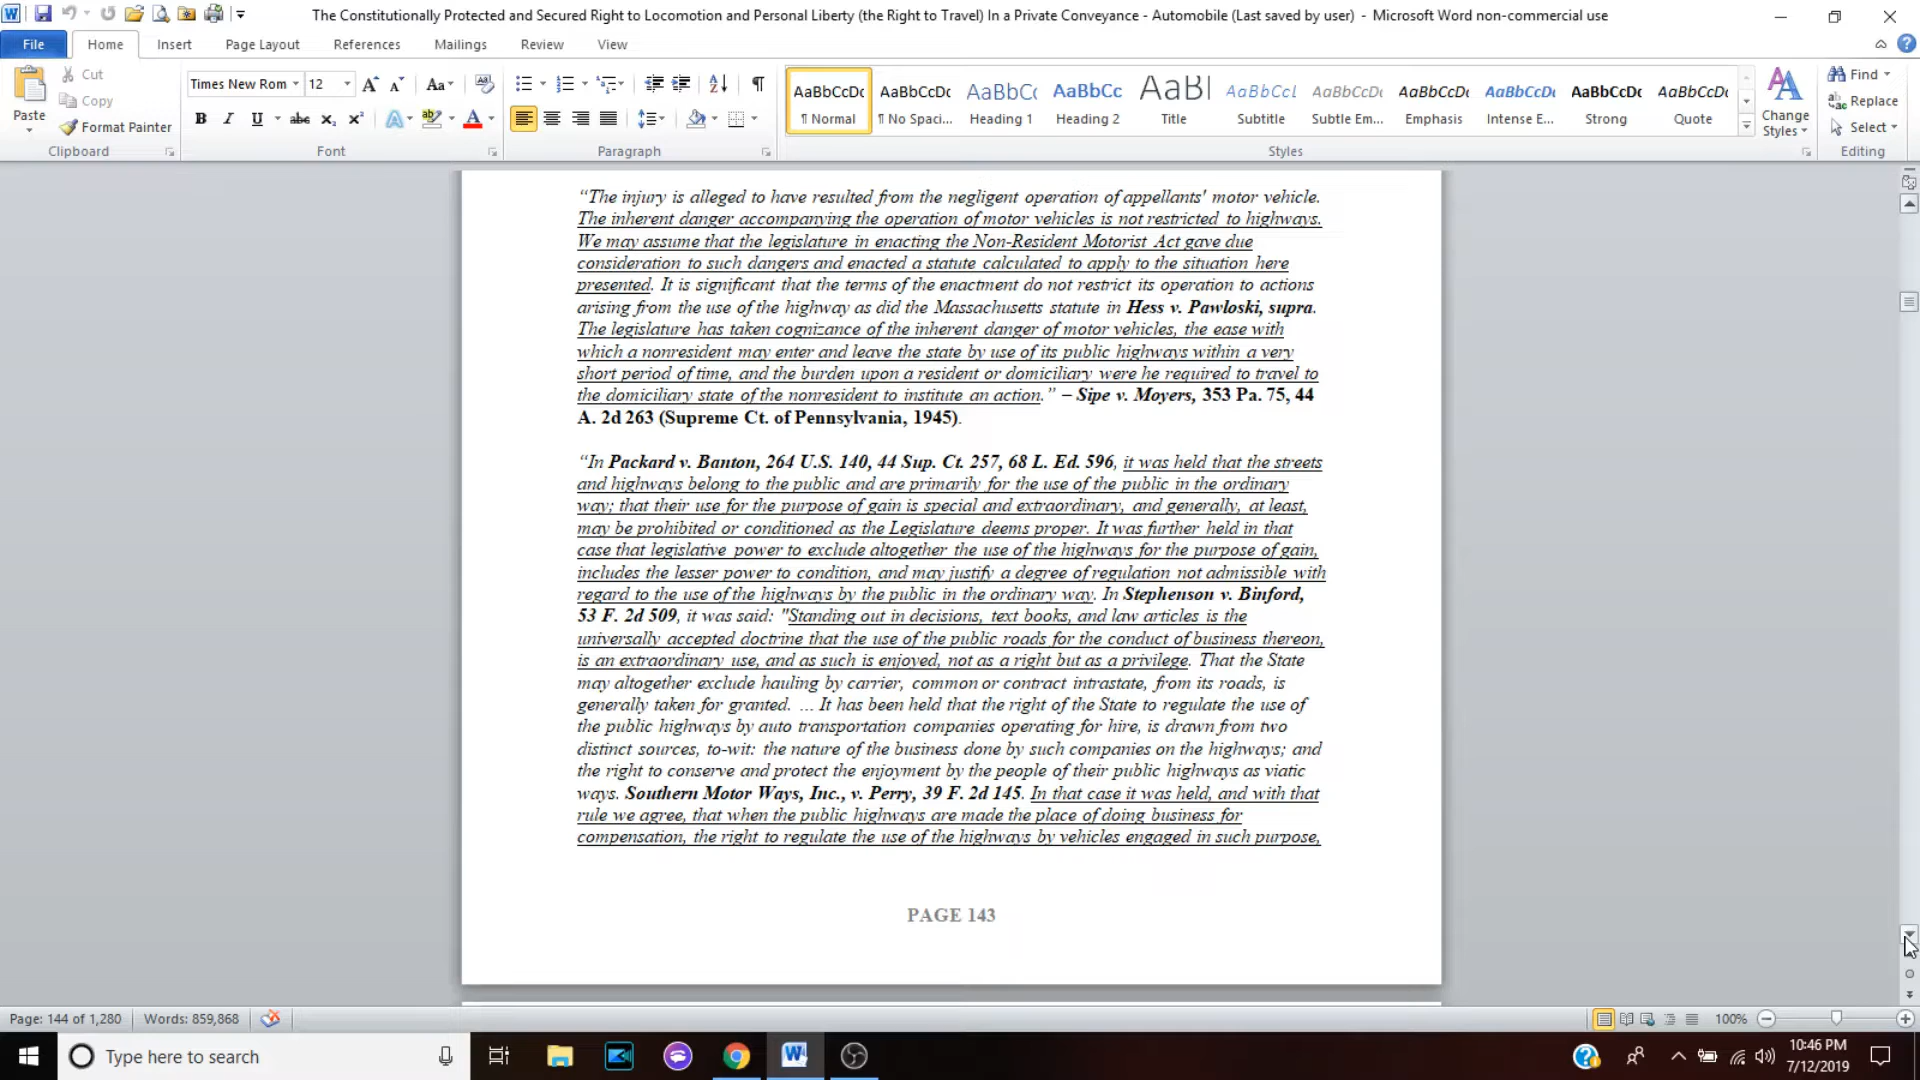 The Constitutionally Protected and Secured Right to Locomotion and Personal Liberty (the Right to Travel) In a Private Conveyance - Automobile (Last saved by user) - Microsoft Word non-commercial use
File Home Insert Page Layout References Mailings Review View
Paste
Cut
Copy
Format Painter
Clipboard
Times New Rom 12
Font
Paragraph
AaBbCcDc AaBbCcDc AaBbC AaBbCc AaBl AaBbCcL AaBbCcDc AaBbCcDc AaBbCcDc AaBbCcDc AaBbCcDc
¶ Normal ¶ No Spaci... Heading 1 Heading 2 Title Subtitle Subtle Em... Emphasis Intense E... Strong Quote
Styles
Change Styles
Find
Replace
Select
Editing
“The injury is alleged to have resulted from the negligent operation of appellants' motor vehicle.
The inherent danger accompanying the operation of motor vehicles is not restricted to highways.
We may assume that the legislature in enacting the Non-Resident Motorist Act gave due
consideration to such dangers and enacted a statute calculated to apply to the situation here
presented. It is significant that the terms of the enactment do not restrict its operation to actions
arising from the use of the highway as did the Massachusetts statute in Hess v. Pawloski, supra.
The legislature has taken cognizance of the inherent danger of motor vehicles, the ease with
which a nonresident may enter and leave the state by use of its public highways within a very
short period of time, and the burden upon a resident or domiciliary were he required to travel to
the domiciliary state of the nonresident to institute an action.” – Sipe v. Moyers, 353 Pa. 75, 44
A. 2d 263 (Supreme Ct. of Pennsylvania, 1945).
“In Packard v. Banton, 264 U.S. 140, 44 Sup. Ct. 257, 68 L. Ed. 596, it was held that the streets
and highways belong to the public and are primarily for the use of the public in the ordinary
way; that their use for the purpose of gain is special and extraordinary, and generally, at least,
may be prohibited or conditioned as the Legislature deems proper. It was further held in that
case that legislative power to exclude altogether the use of the highways for the purpose of gain,
includes the lesser power to condition, and may justify a degree of regulation not admissible with
regard to the use of the highways by the public in the ordinary way. In Stephenson v. Binford,
53 F. 2d 509, it was said: "Standing out in decisions, text books, and law articles is the
universally accepted doctrine that the use of the public roads for the conduct of business thereon,
is an extraordinary use, and as such is enjoyed, not as a right but as a privilege. That the State
may altogether exclude hauling by carrier, common or contract intrastate, from its roads, is
generally taken for granted. … It has been held that the right of the State to regulate the use of
the public highways by auto transportation companies operating for hire, is drawn from two
distinct sources, to-wit: the nature of the business done by such companies on the highways; and
the right to conserve and protect the enjoyment by the people of their public highways as viatic
ways. Southern Motor Ways, Inc., v. Perry, 39 F. 2d 145. In that case it was held, and with that
rule we agree, that when the public highways are made the place of doing business for
compensation, the right to regulate the use of the highways by vehicles engaged in such purpose,
PAGE 143
Page: 144 of 1,280 Words: 859,868
100%
Type here to search
10:46 PM
7/12/2019